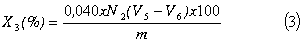 X₃(%) = 0,040xN₂(V₅ − V₆)x100 / m (3)